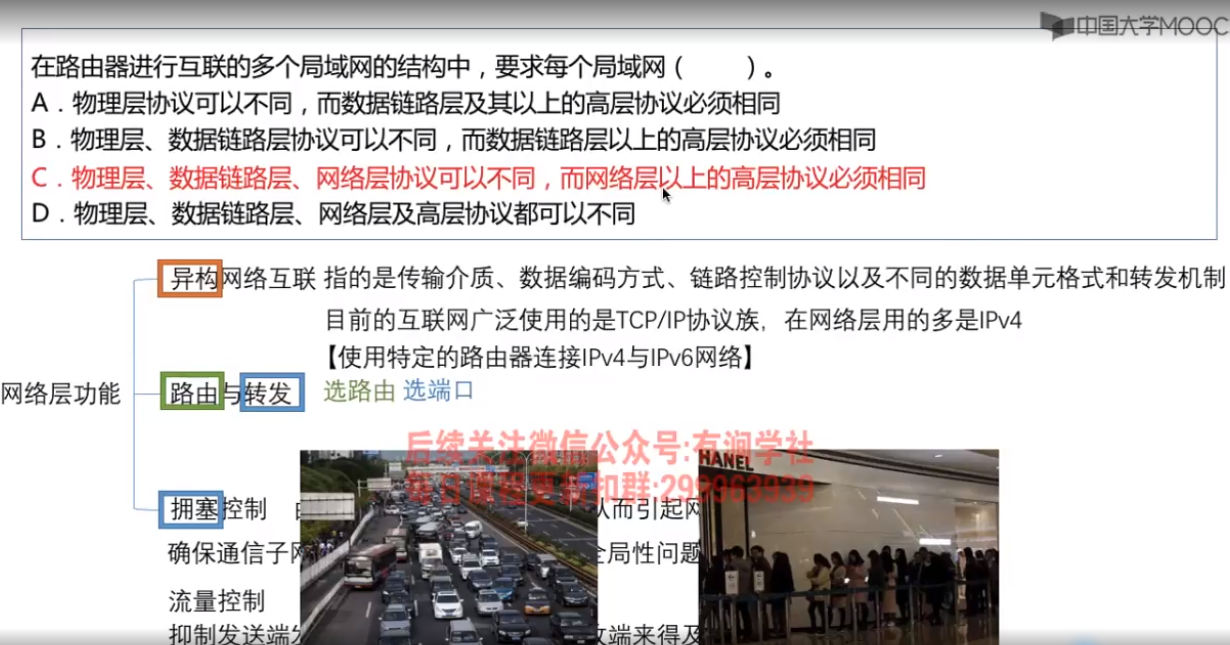 中国大学MOOC
在路由器进行互联的多个局域网的结构中，要求每个局域网（　　）。
A．物理层协议可以不同，而数据链路层及其以上的高层协议必须相同
B．物理层、数据链路层协议可以不同，而数据链路层以上的高层协议必须相同
C．物理层、数据链路层、网络层协议可以不同，而网络层以上的高层协议必须相同
D．物理层、数据链路层、网络层及高层协议都可以不同
异构网络互联 指的是传输介质、数据编码方式、链路控制协议以及不同的数据单元格式和转发机制
目前的互联网广泛使用的是TCP/IP协议族，在网络层用的多是IPv4
【使用特定的路由器连接IPv4与IPv6网络】
网络层功能
路由与转发 选路由 选端口
后续关注微信公众号:有涧学社
HANEL
299963939
拥塞控制 从而引起网
确保通信子网 全局性问题
流量控制
抑制发送端发 端来得及